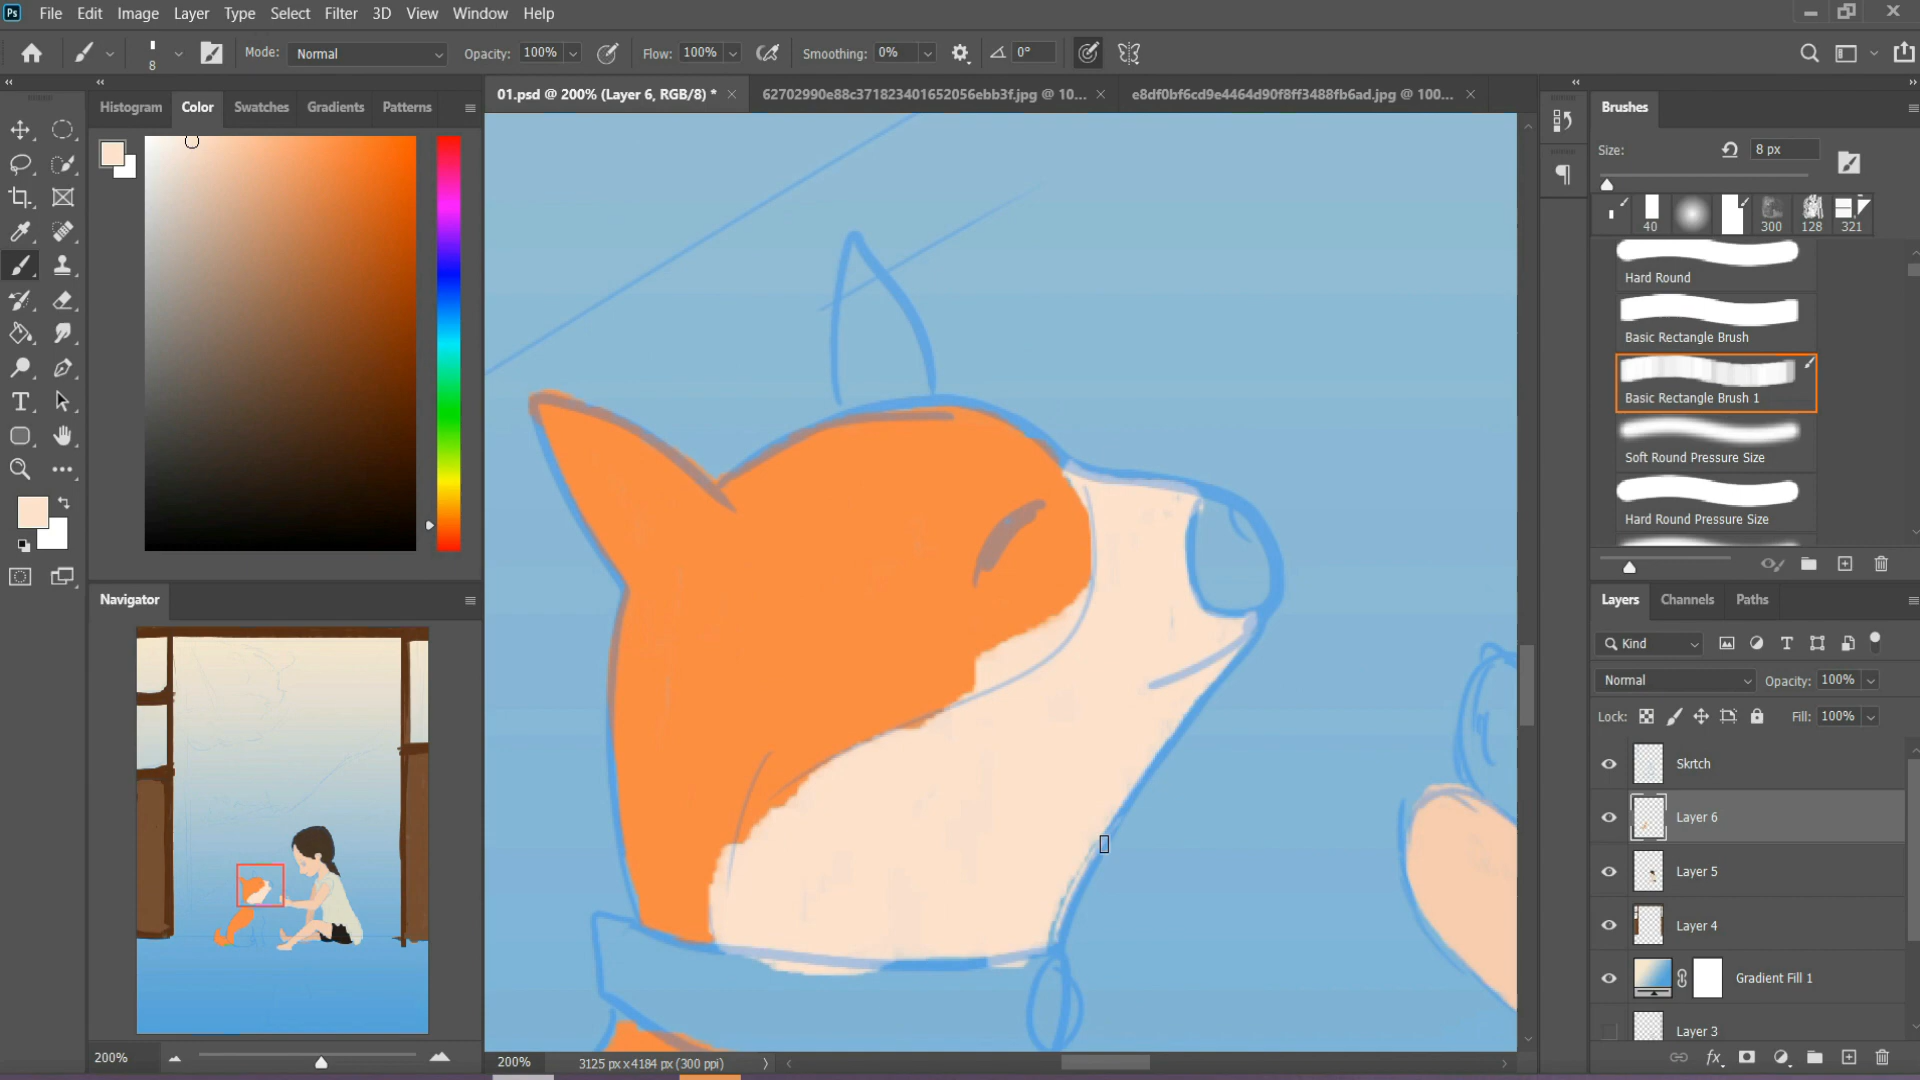 Ps File Edit Image Layer Type Select Filter 3D View Window Help
8 Mode: Normal Opacity: 100% Flow: 100% Smoothing: 0% 0°
Histogram Color Swatches Gradients Patterns
01.psd @ 200% (Layer 6, RGB/8) * 62702990e88c371823401652056ebb3f.jpg @ 10... e8df0bf6cd9e4464d90f8ff3488fb6ad.jpg @ 100...
Brushes
Size: 8 px
40 300 128 321
Hard Round
Basic Rectangle Brush
Basic Rectangle Brush 1
Soft Round Pressure Size
Hard Round Pressure Size
Navigator
200%
200% 3125 px x 4184 px (300 ppi)
Layers Channels Paths
Kind
Normal Opacity: 100%
Lock: Fill: 100%
Skrtch
Layer 6
Layer 5
Layer 4
Gradient Fill 1
Layer 3
fx